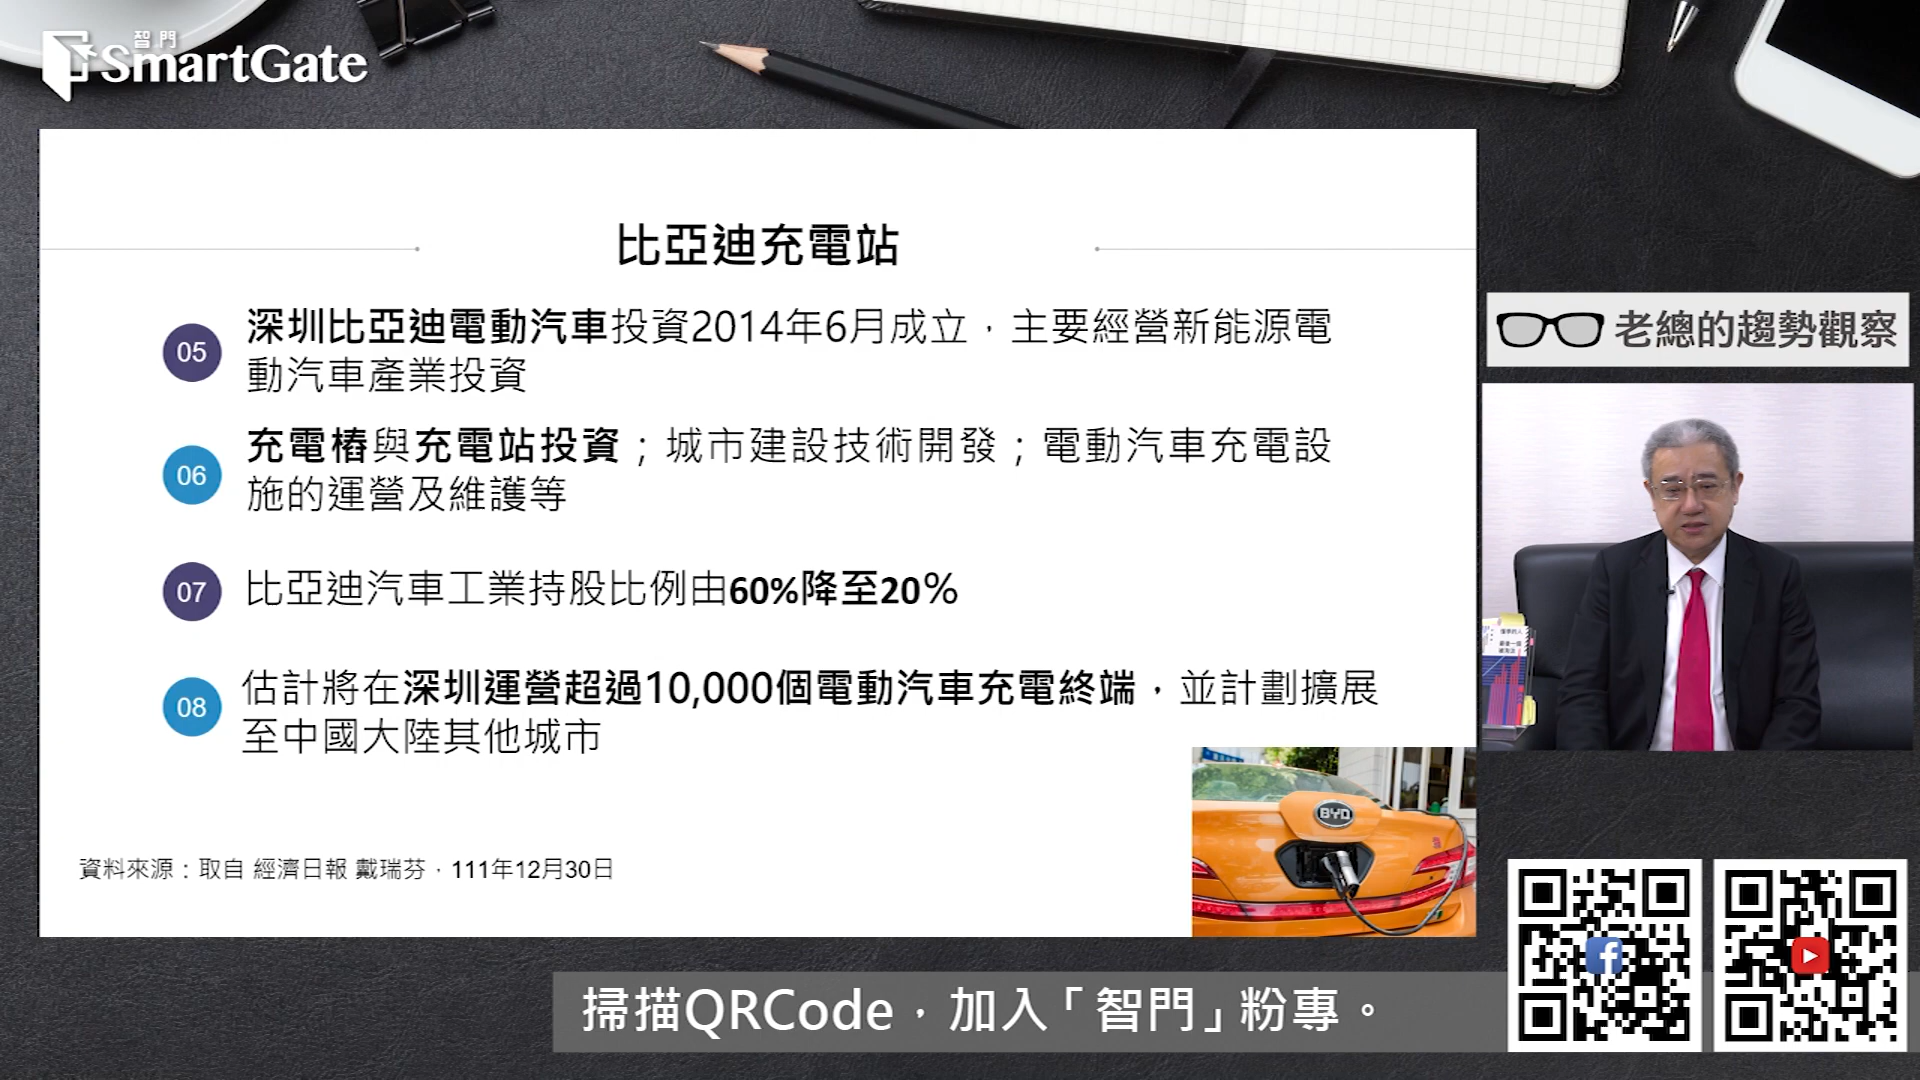 智門
SmartGate
比亞迪充電站
05
深圳比亞迪電動汽車投資2014年6月成立，主要經營新能源電
動汽車產業投資
06
充電樁與充電站投資；城市建設技術開發；電動汽車充電設
施的運營及維護等
07
比亞迪汽車工業持股比例由60%降至20%
08
估計將在深圳運營超過10,000個電動汽車充電終端，並計劃擴展
至中國大陸其他城市
資料來源：取自 經濟日報 戴瑞芬，111年12月30日
BYD
老總的趨勢觀察
掃描QRCode，加入「智門」粉專。